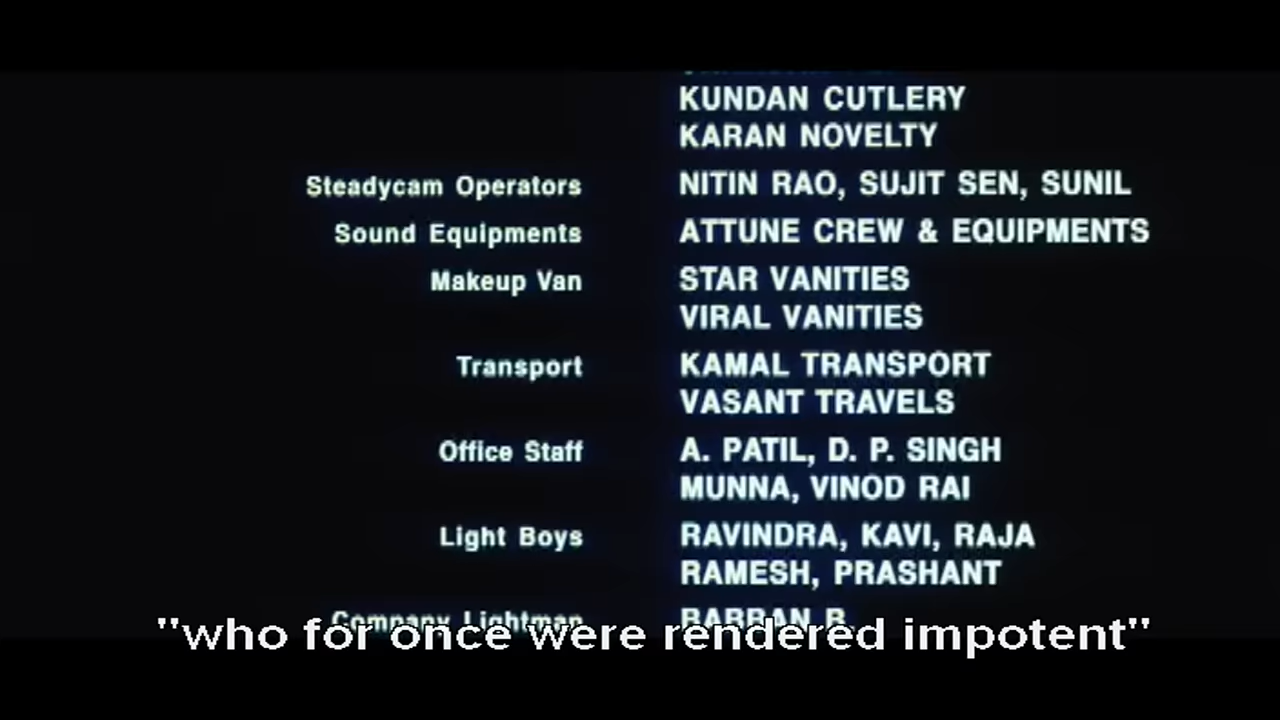 KUNDAN CUTLERY
KARAN NOVELTY
Steadycam Operators NITIN RAO, SUJIT SEN, SUNIL
Sound Equipments ATTUNE CREW & EQUIPMENTS
Makeup Van STAR VANITIES
VIRAL VANITIES
Transport KAMAL TRANSPORT
VASANT TRAVELS
Office Staff A. PATIL, D. P. SINGH
MUNNA, VINOD RAI
Light Boys RAVINDRA, KAVI, RAJA
RAMESH, PRASHANT
Company Lightman
"who for once were rendered impotent"